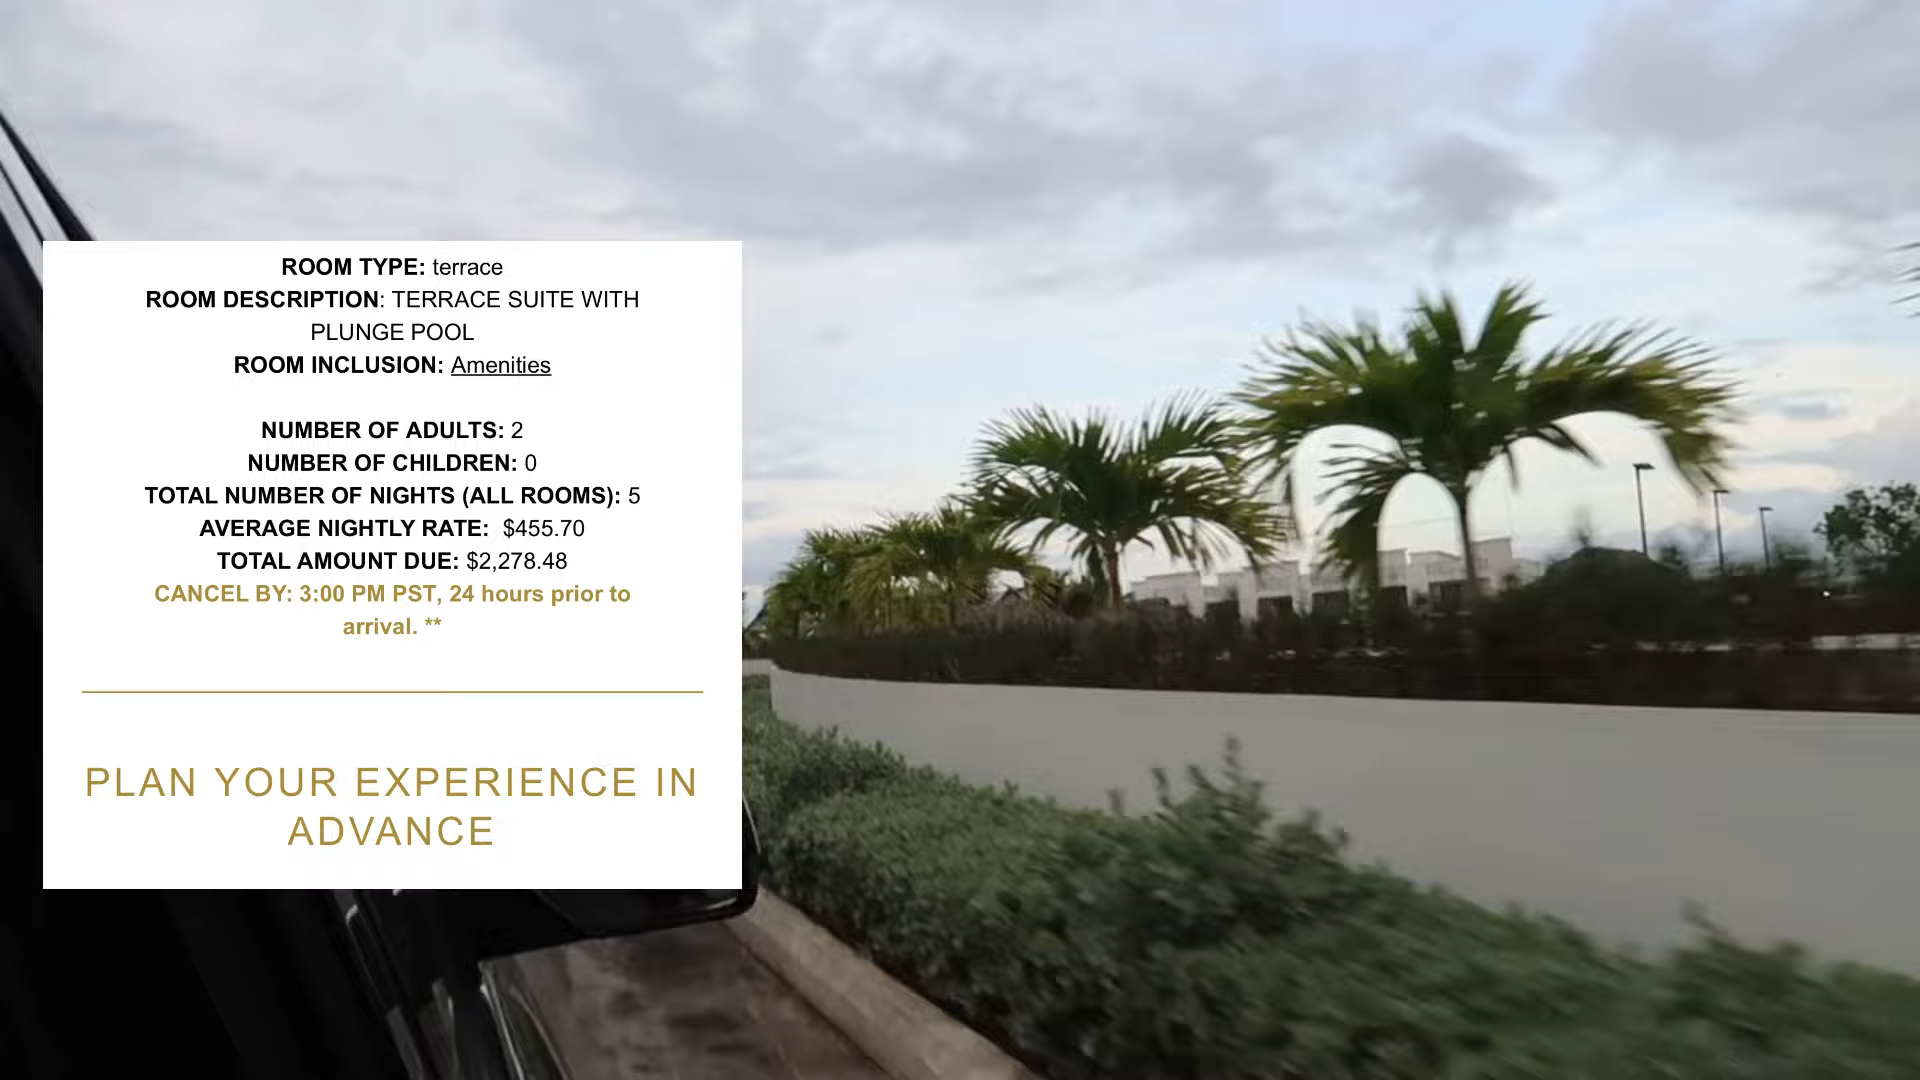 ROOM TYPE: terrace
ROOM DESCRIPTION: TERRACE SUITE WITH
PLUNGE POOL
ROOM INCLUSION: Amenities
NUMBER OF ADULTS: 2
NUMBER OF CHILDREN: 0
TOTAL NUMBER OF NIGHTS (ALL ROOMS): 5
AVERAGE NIGHTLY RATE: $455.70
TOTAL AMOUNT DUE: $2,278.48
CANCEL BY: 3:00 PM PST, 24 hours prior to
arrival. **
PLAN YOUR EXPERIENCE IN
ADVANCE